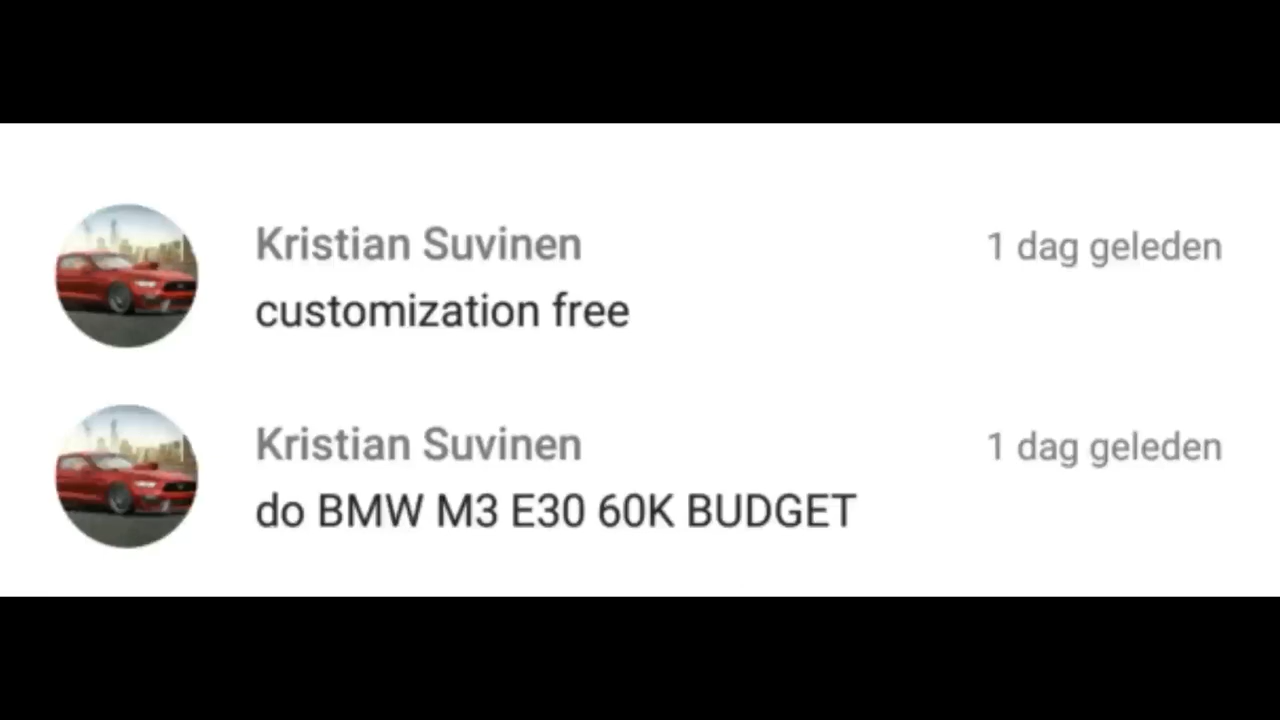 Kristian Suvinen 1 dag geleden
customization free
Kristian Suvinen 1 dag geleden
do BMW M3 E30 60K BUDGET